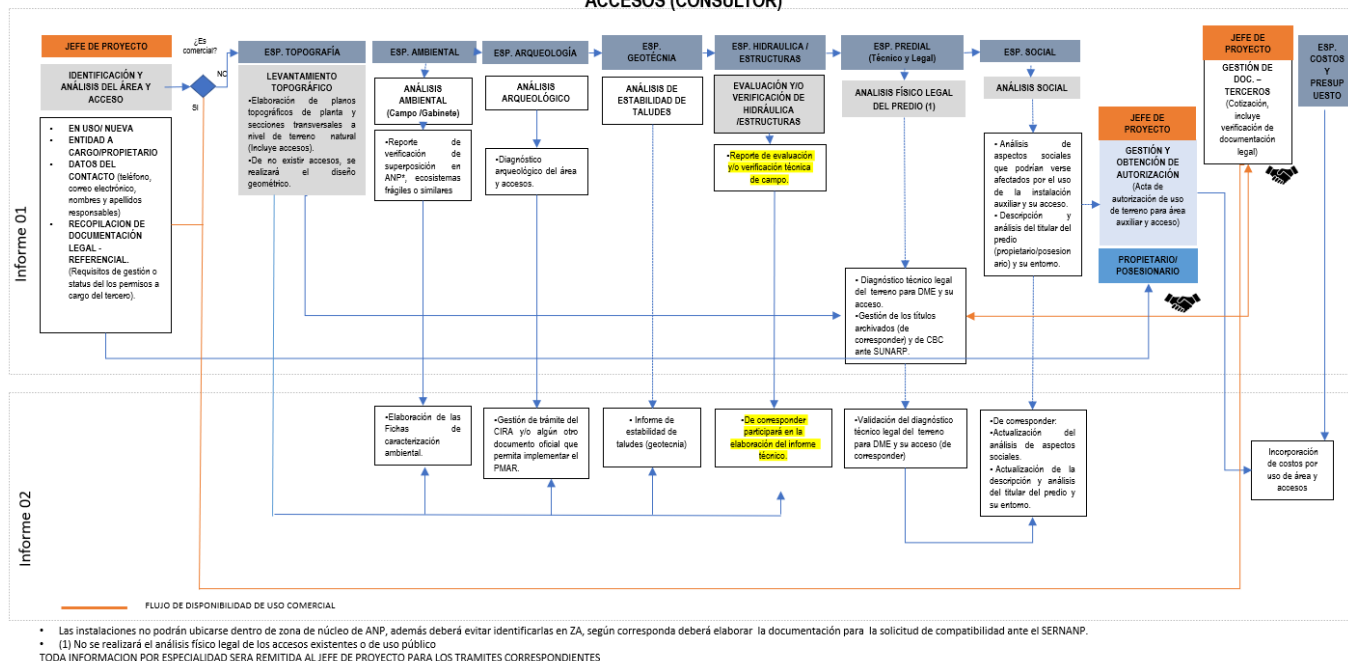 ACCESOS (CONSULTOR)
Informe 01
JEFE DE PROYECTO
IDENTIFICACIÓN Y
ANÁLISIS DEL ÁREA Y
ACCESO
• EN USO/ NUEVA
• ENTIDAD A
CARGO/PROPIETARIO
• DATOS DEL
CONTACTO (teléfono,
correo electrónico,
nombres y apellidos
responsables)
• RECOPILACION DE
DOCUMENTACIÓN
LEGAL -
REFERENCIAL.
(Requisitos de gestión o
status del los permisos a
cargo del tercero).
¿Es
comercial?
NO
SI
ESP. TOPOGRAFÍA
LEVANTAMIENTO
TOPOGRÁFICO
•Elaboración de planos
topográficos de planta y
secciones transversales a
nivel de terreno natural
(Incluye accesos).
•De no existir accesos, se
realizará el diseño
geométrico.
ESP. AMBIENTAL
ANÁLISIS
AMBIENTAL
(Campo /Gabinete)
•Reporte de
verificación de
superposición en
ANP*, ecosistemas
frágiles o similares
ESP. ARQUEOLOGÍA
ANÁLISIS
ARQUEOLÓGICO
•Diagnóstico
arqueológico del área
y accesos.
ESP.
GEOTÉCNIA
ANÁLISIS DE
ESTABILIDAD DE
TALUDES
ESP. HIDRAULICA /
ESTRUCTURAS
EVALUACIÓN Y/O
VERIFICACIÓN DE
HIDRÁULICA
/ESTRUCTURAS
•Reporte de evaluación
y/o verificación técnica
de campo.
ESP. PREDIAL
(Técnico y Legal)
ANALISIS FÍSICO LEGAL
DEL PREDIO (1)
• Diagnóstico técnico legal
del terreno para DME y su
acceso.
•Gestión de los títulos
archivados (de
corresponder) y de CBC
ante SUNARP.
ESP. SOCIAL
ANÁLISIS SOCIAL
• Análisis de
aspectos sociales
que podrían verse
afectados por el uso
de la instalación
auxiliar y su acceso.
• Descripción y
análisis del titular del
predio
(propietario/posesion
ario) y su entorno.
JEFE DE
PROYECTO
GESTIÓN Y
OBTENCIÓN DE
AUTORIZACIÓN
(Acta de
autorización de uso
de terreno para área
auxiliar y acceso)
PROPIETARIO/
POSESIONARIO
JEFE DE
PROYECTO
GESTIÓN DE
DOC. –
TERCEROS
(Cotización,
incluye
verificación de
documentación
legal)
ESP.
COSTOS
Y
PRESUP
UESTO
Informe 02
•Elaboración de las
Fichas de
caracterización
ambiental.
•Gestión de trámite del
CIRA y/o algún otro
documento oficial que
permita implementar el
PMAR.
• Informe de
estabilidad de
taludes (geotecnia)
•De corresponder
participará en la
elaboración del informe
técnico.
•Validación del diagnóstico
técnico legal del terreno
para DME y su acceso (de
corresponder)
•De corresponder:
•Actualización del
análisis de aspectos
sociales.
• Actualización de la
descripción y análisis
del titular del predio y
su entorno.
Incorporación
de costos por
uso de área y
accesos
FLUJO DE DISPONIBILIDAD DE USO COMERCIAL
• Las instalaciones no podrán ubicarse dentro de zona de núcleo de ANP, además deberá evitar identificarlas en ZA, según corresponda deberá elaborar la documentación para la solicitud de compatibilidad ante el SERNANP.
• (1) No se realizará el análisis físico legal de los accesos existentes o de uso público
TODA INFORMACION POR ESPECIALIDAD SERA REMITIDA AL JEFE DE PROYECTO PARA LOS TRAMITES CORRESPONDIENTES